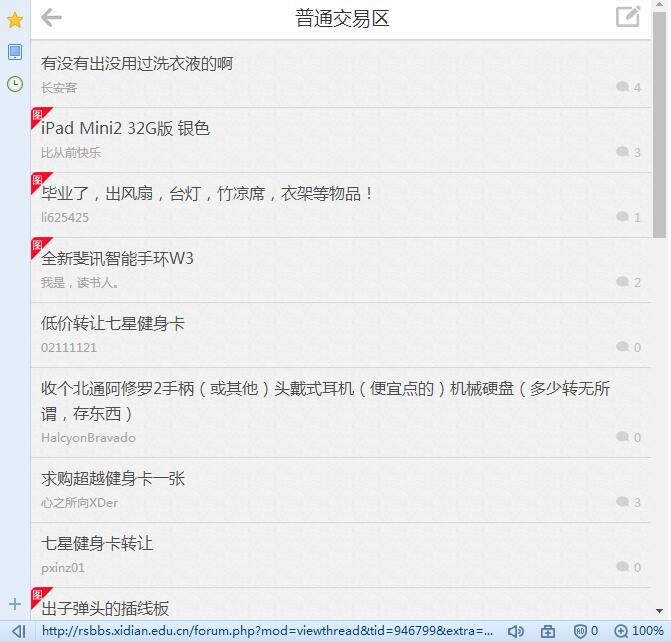 普通交易区
有没有出没用过洗衣液的啊
长安客
4
图
iPad Mini2 32G版 银色
比从前快乐
3
图
毕业了，出风扇，台灯，竹凉席，衣架等物品！
li625425
1
图
全新斐讯智能手环W3
我是，读书人。
2
低价转让七星健身卡
02111121
0
收个北通阿修罗2手柄（或其他）头戴式耳机（便宜点的）机械硬盘（多少转无所
谓，存东西）
HalcyonBravado
0
求购超越健身卡一张
心之所向XDer
3
七星健身卡转让
pxinz01
0
图
出子弹头的插线板
http://rsbbs.xidian.edu.cn/forum.php?mod=viewthread&tid=946799&extra=...
0
100%